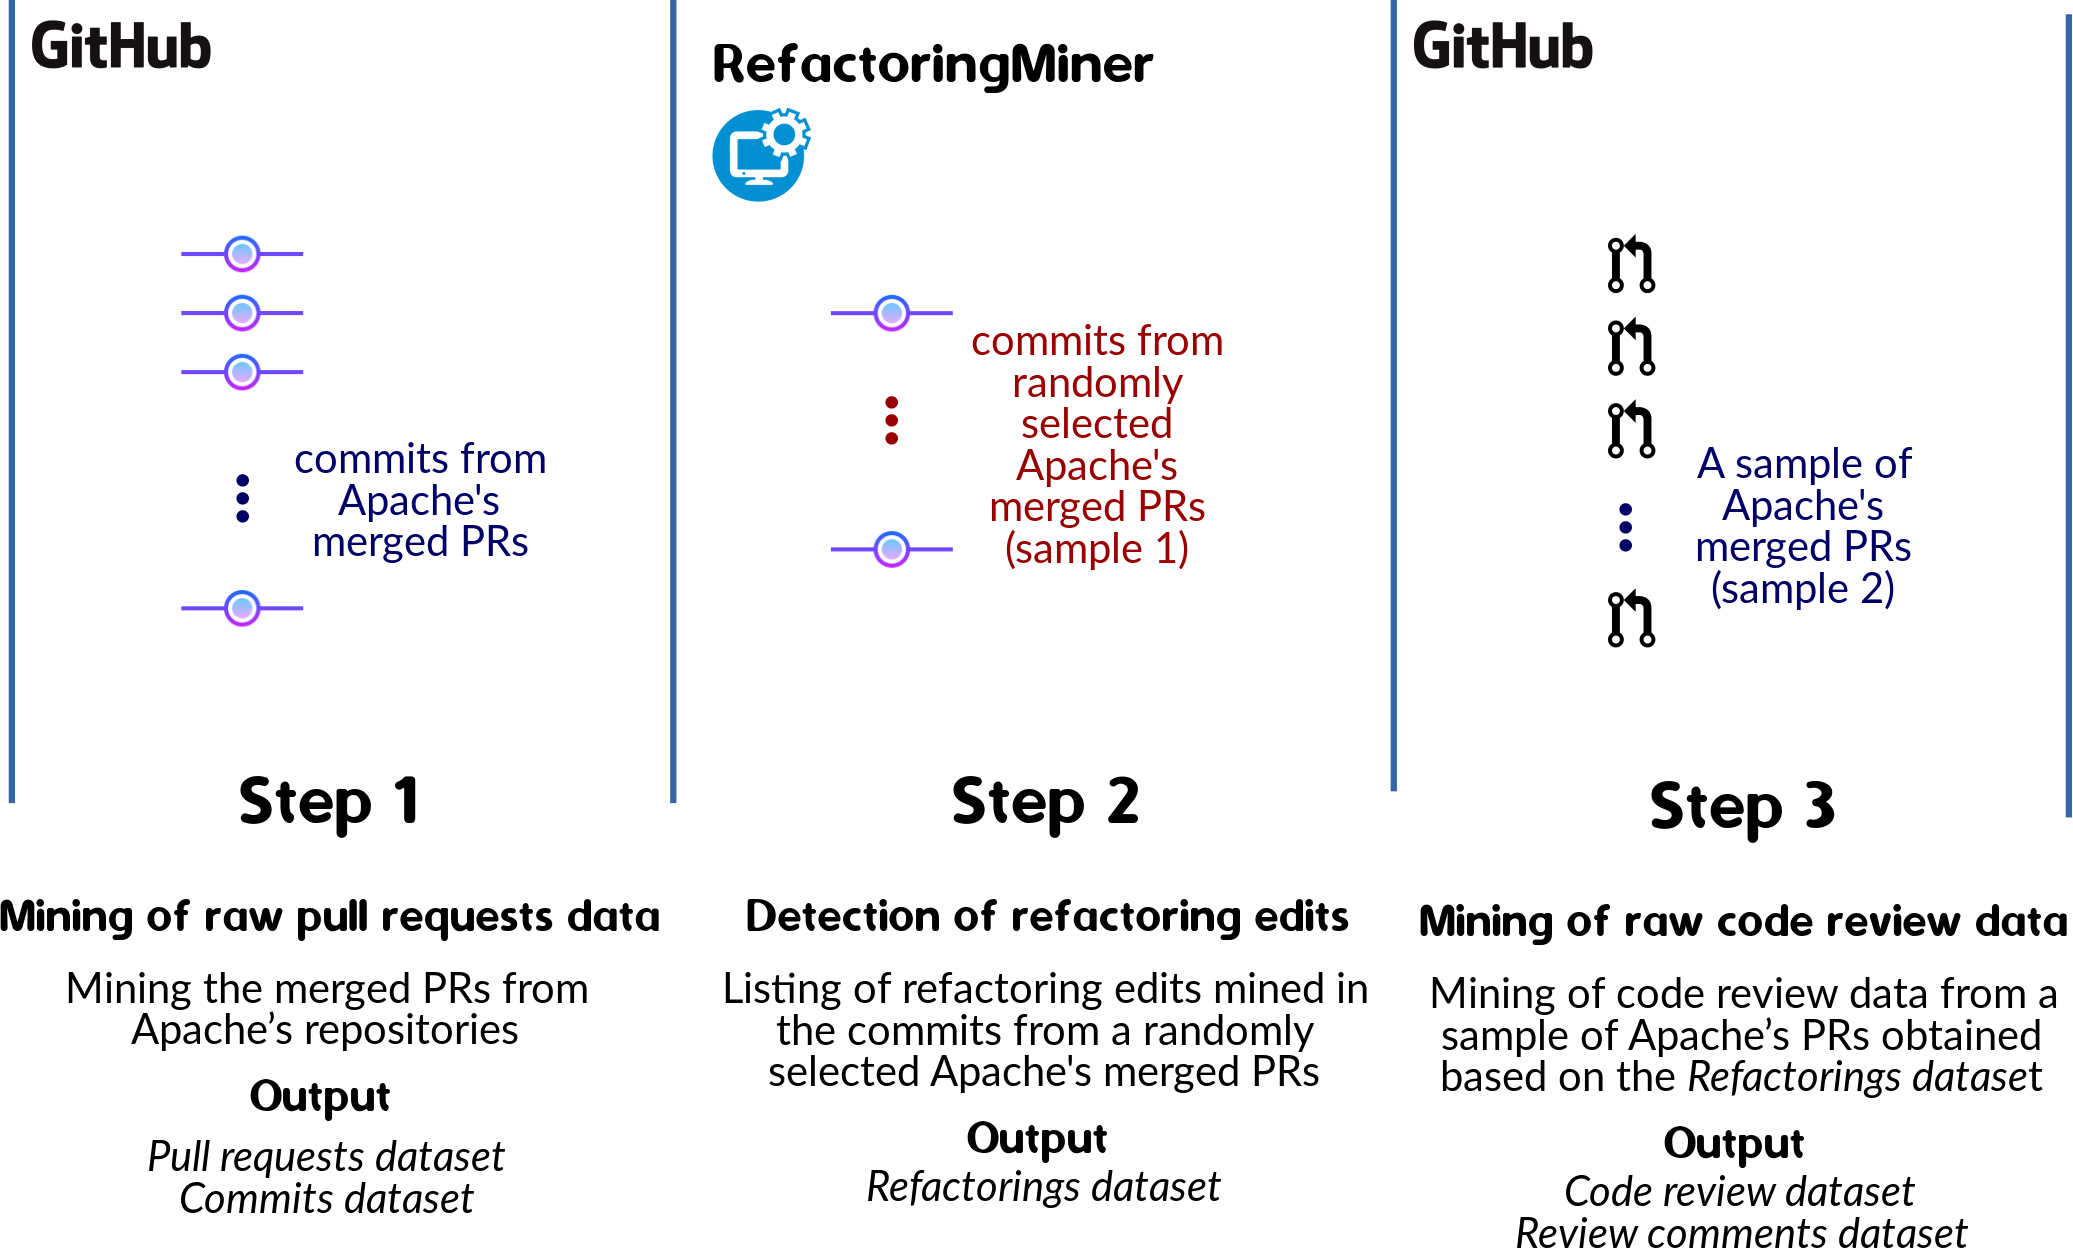 GitHub
commits from
Apache's
merged PRs
Step 1
Mining of raw pull requests data
Mining the merged PRs from
Apache’s repositories
Output
Pull requests dataset
Commits dataset
RefactoringMiner
commits from
randomly
selected
Apache's
merged PRs
(sample 1)
Step 2
Detection of refactoring edits
Listing of refactoring edits mined in
the commits from a randomly
selected Apache's merged PRs
Output
Refactorings dataset
GitHub
A sample of
Apache's
merged PRs
(sample 2)
Step 3
Mining of raw code review data
Mining of code review data from a
sample of Apache’s PRs obtained
based on the Refactorings dataset
Output
Code review dataset
Review comments dataset